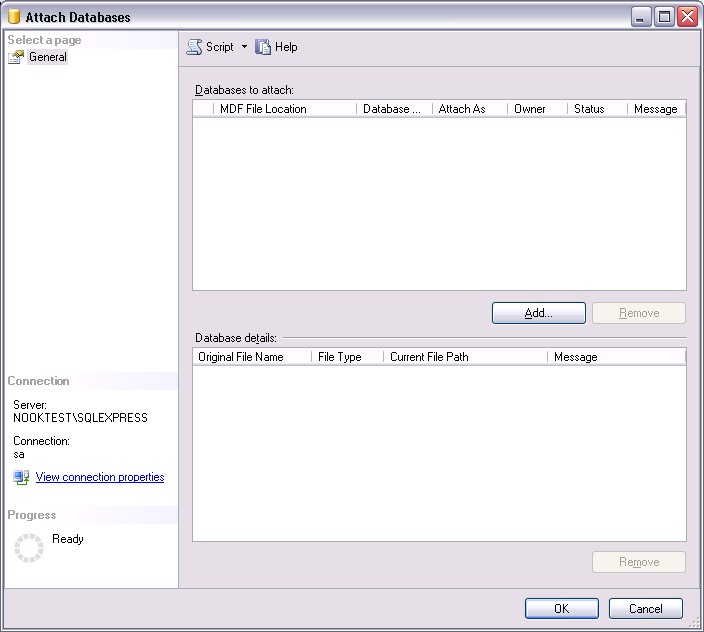 Attach Databases
Select a page
General
Script
Help
Databases to attach:
MDF File Location Database ... Attach As Owner Status Message
Add... Remove
Database details:
Original File Name File Type Current File Path Message
Connection
Server:
NOOKTEST\SQLEXPRESS
Connection:
sa
View connection properties
Progress
Ready
Remove
OK Cancel